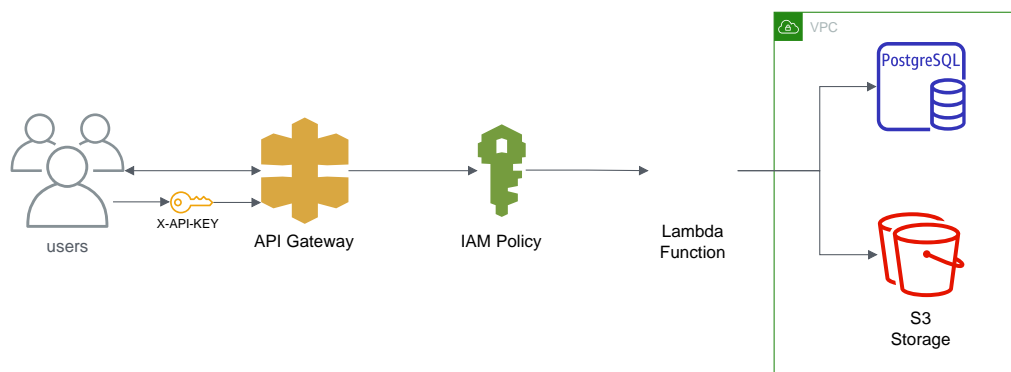 VPC
PostgreSQL
X-API-KEY
users
API Gateway
IAM Policy
Lambda
Function
S3
Storage